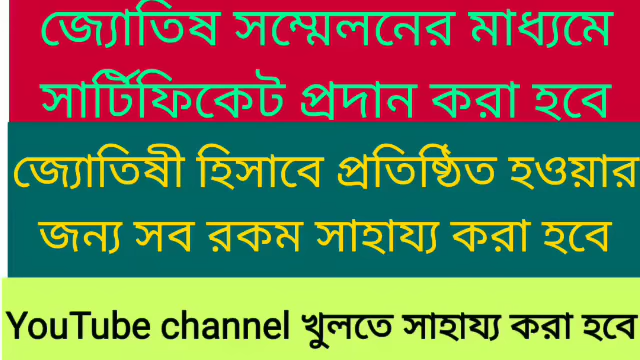 জ্যোতিষ সম্মেলনের মাধ্যমে
সার্টিফিকেট প্রদান করা হবে
জ্যোতিষী হিসাবে প্রতিষ্ঠিত হওয়ার
জন্য সব রকম সাহায্য করা হবে
YouTube channel খুলতে সাহায্য করা হবে